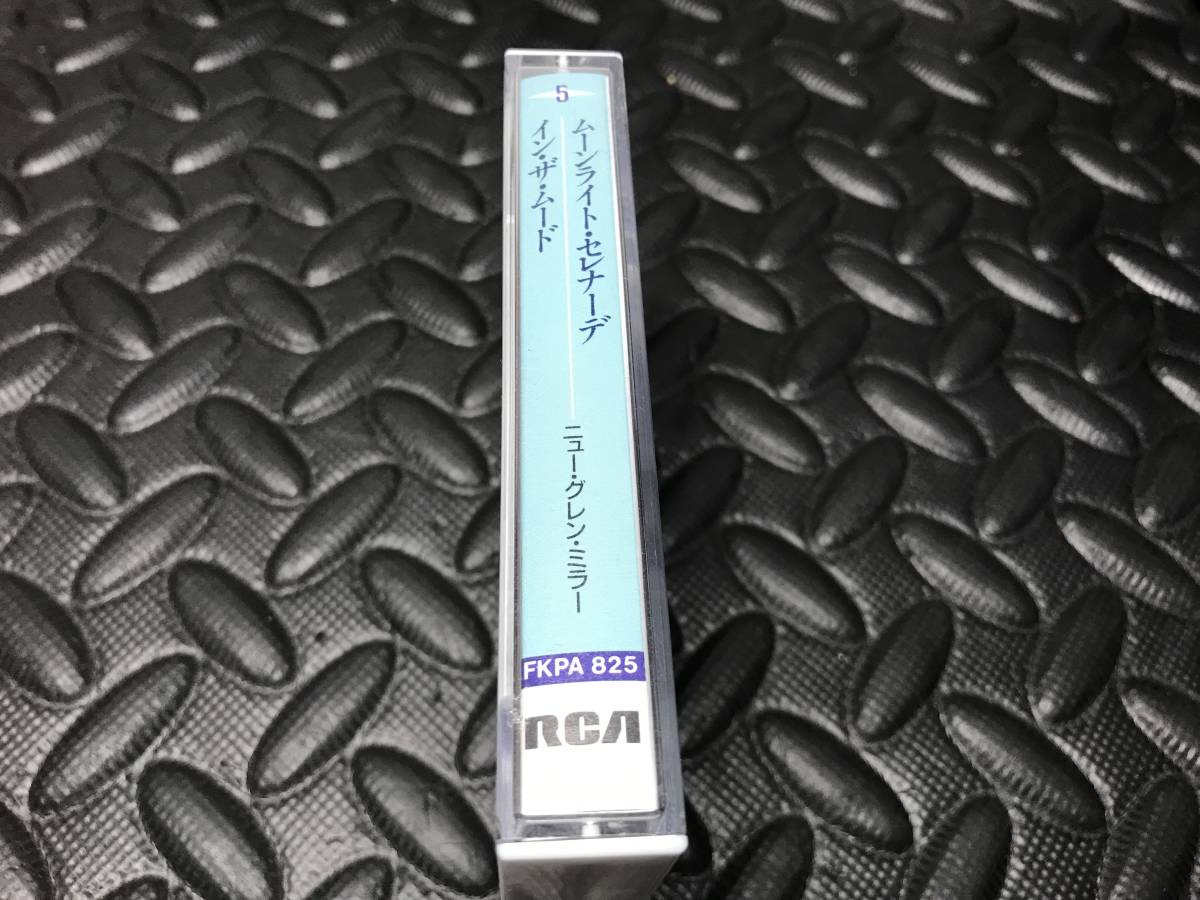 5
ムーンライト・セレナーデ
イン・ザ・ムード
ニュー・グレン・ミラー
FKPA 825
RCA